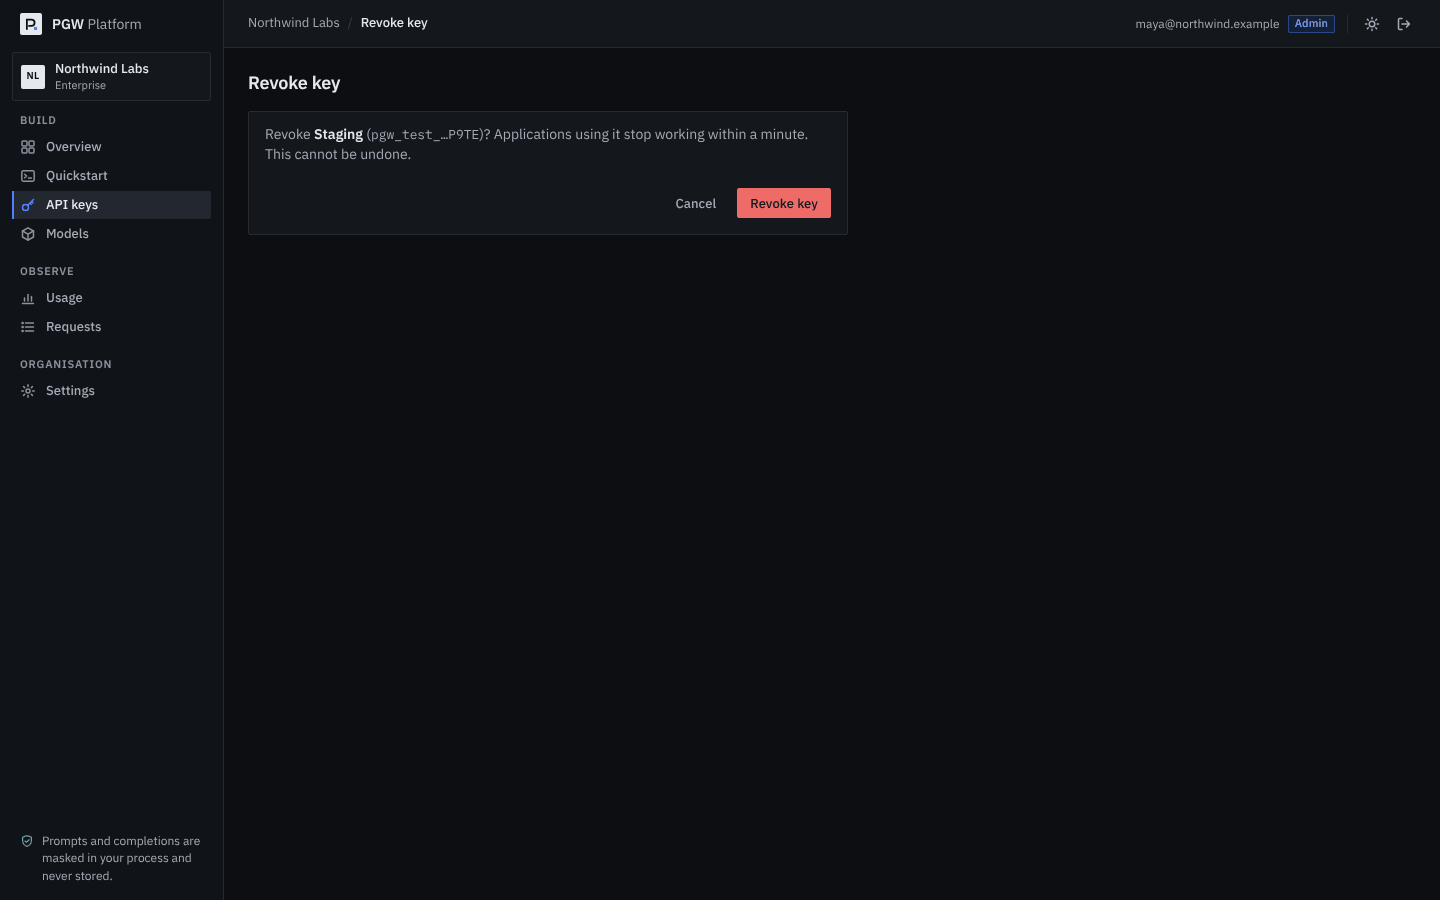 PGW Platform
NL
Northwind Labs
Enterprise
BUILD
Overview
Quickstart
API keys
Models
OBSERVE
Usage
Requests
ORGANISATION
Settings
Prompts and completions are
masked in your process and
never stored.
Northwind Labs / Revoke key
maya@northwind.example Admin
Revoke key
Revoke Staging (pgw_test_…P9TE)? Applications using it stop working within a minute.
This cannot be undone.
Cancel Revoke key